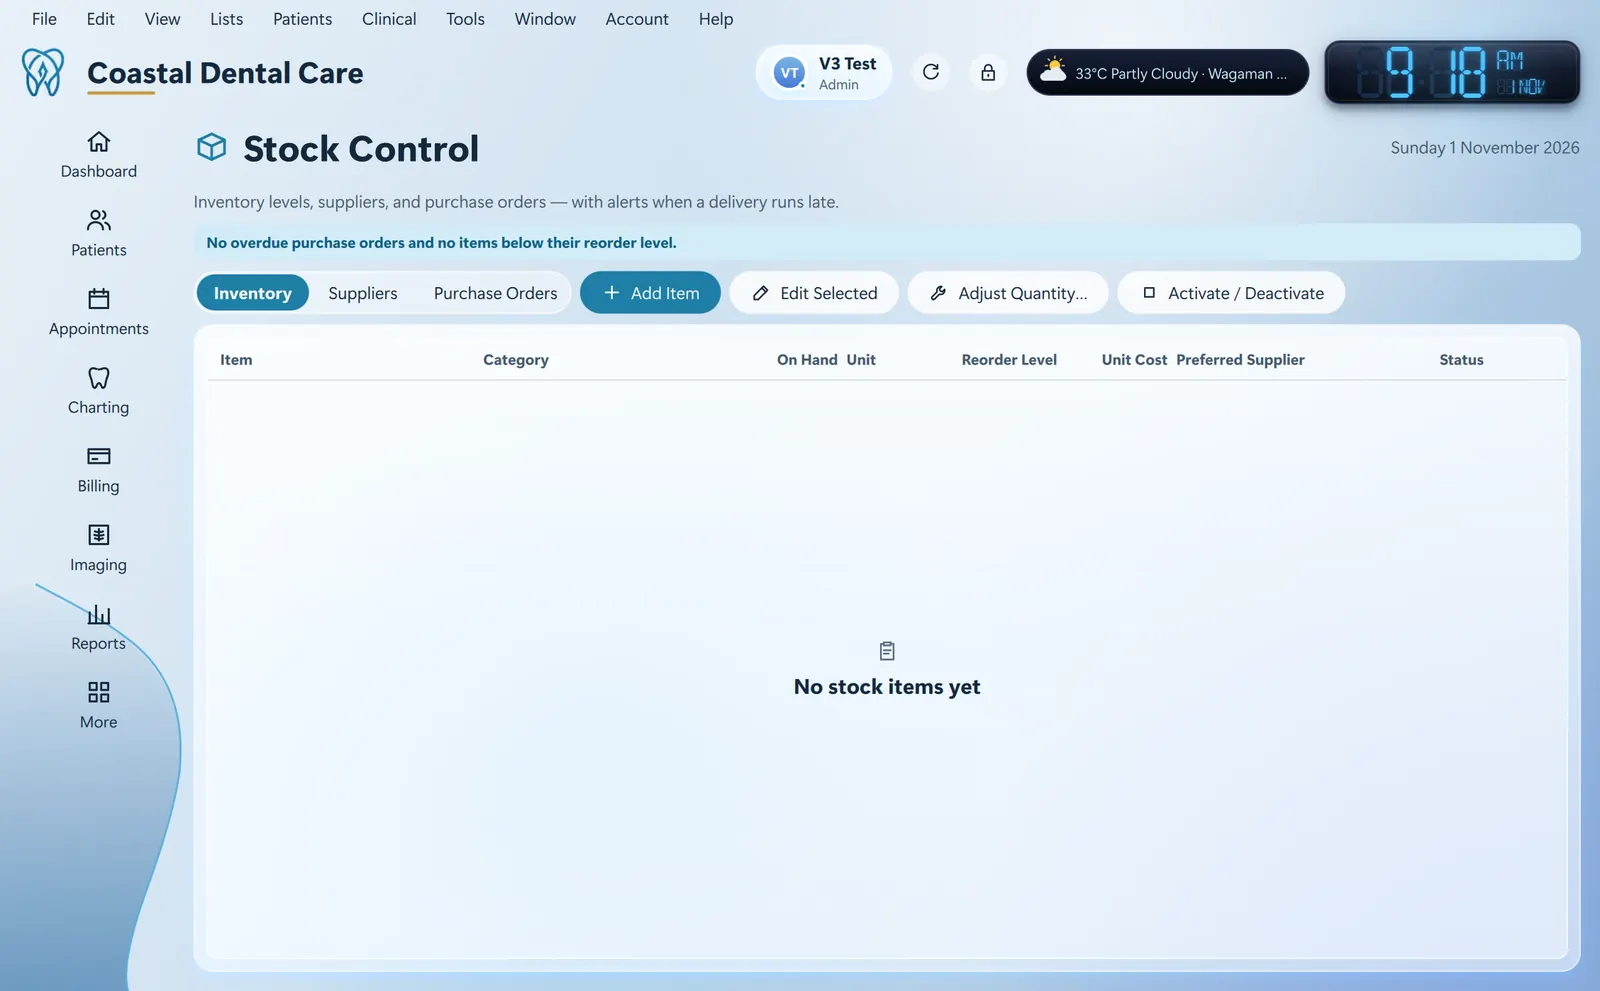 File Edit View Lists Patients Clinical Tools Window Account Help
Coastal Dental Care
VT
V3 Test
Admin
33°C Partly Cloudy · Wagaman ...
9 18 AM
1 NOV
Dashboard
Patients
Appointments
Charting
Billing
Imaging
Reports
More
Stock Control
Sunday 1 November 2026
Inventory levels, suppliers, and purchase orders — with alerts when a delivery runs late.
No overdue purchase orders and no items below their reorder level.
Inventory Suppliers Purchase Orders Add Item Edit Selected Adjust Quantity... Activate / Deactivate
Item Category On Hand Unit Reorder Level Unit Cost Preferred Supplier Status
No stock items yet